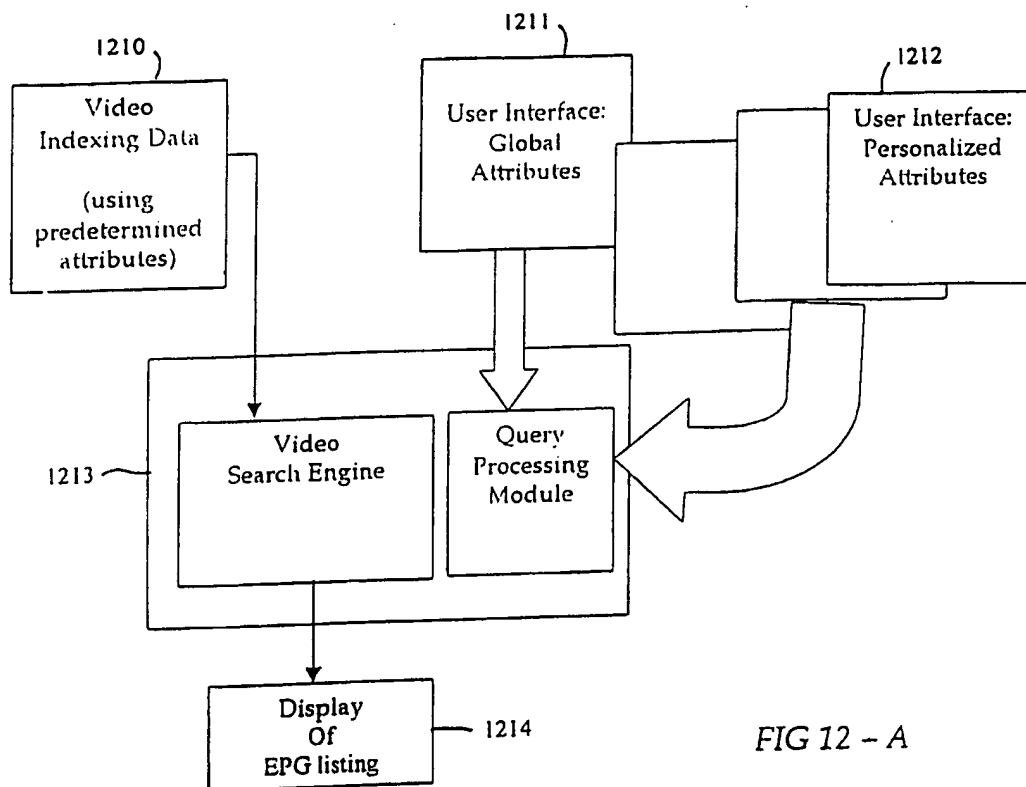 1210
Video
Indexing Data
(using
predetermined
attributes)
1211
User Interface:
Global
Attributes
1212
User Interface:
Personalized
Attributes
1213
Video
Search Engine
Query
Processing
Module
Display
Of
EPG listing
1214
FIG 12 – A